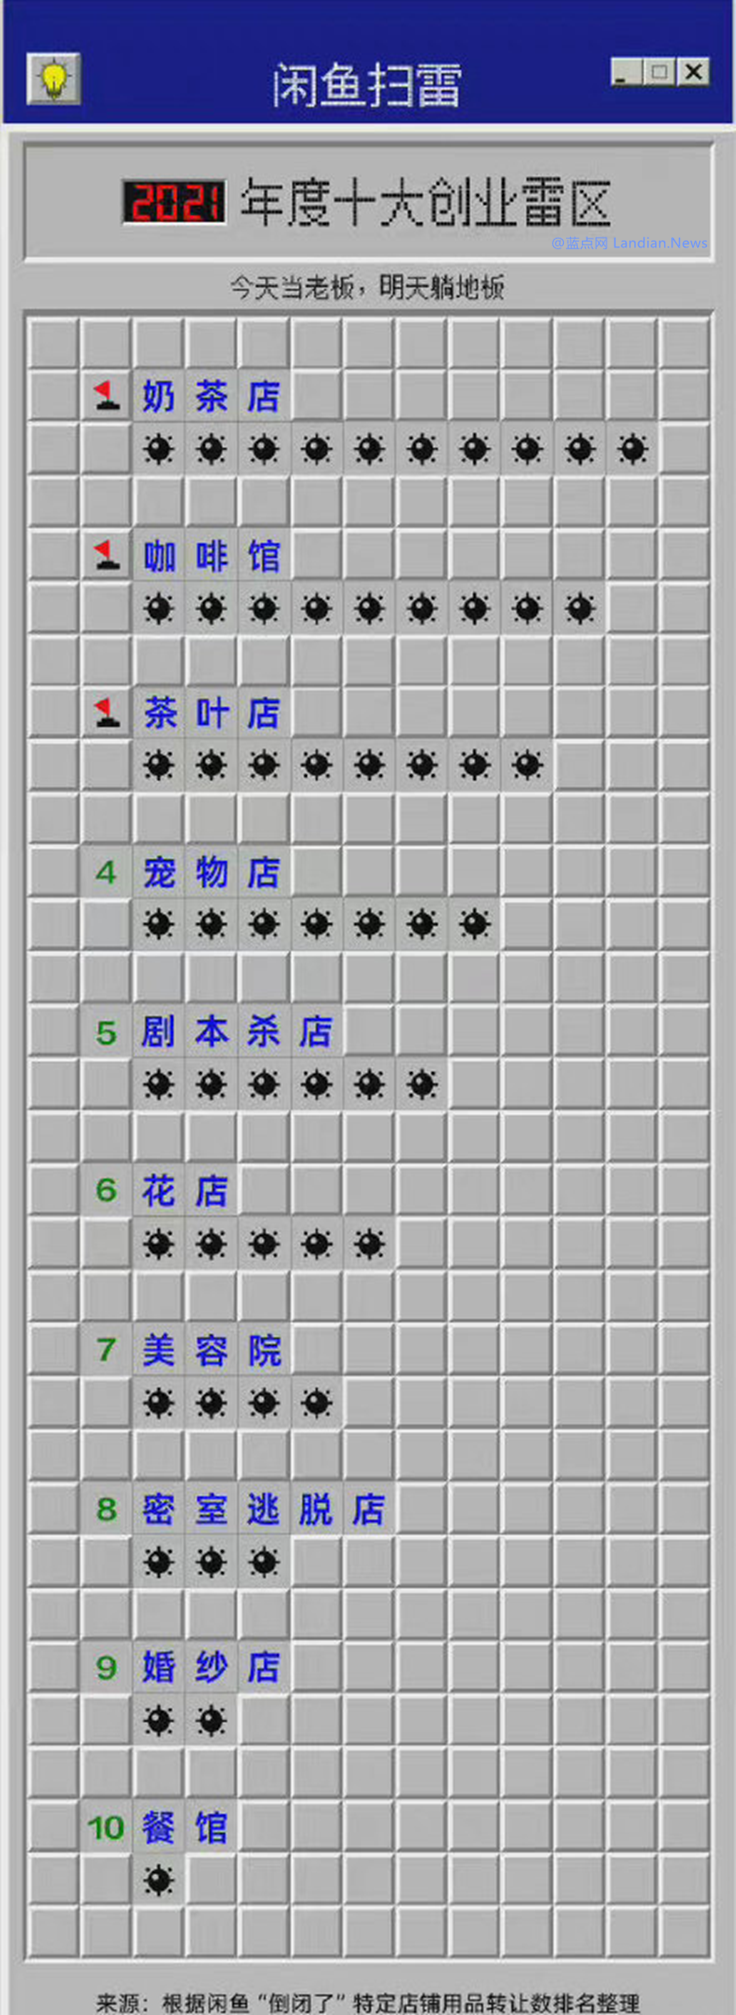 闲鱼扫雷
2021 年度十大创业雷区
@蓝点网 Landian.News
今天当老板，明天躺地板
奶茶店
咖啡馆
茶叶店
4 宠物店
5 剧本杀店
6 花店
7 美容院
8 密室逃脱店
9 婚纱店
10 餐馆
来源：根据闲鱼“倒闭了”特定店铺用品转让数排名整理